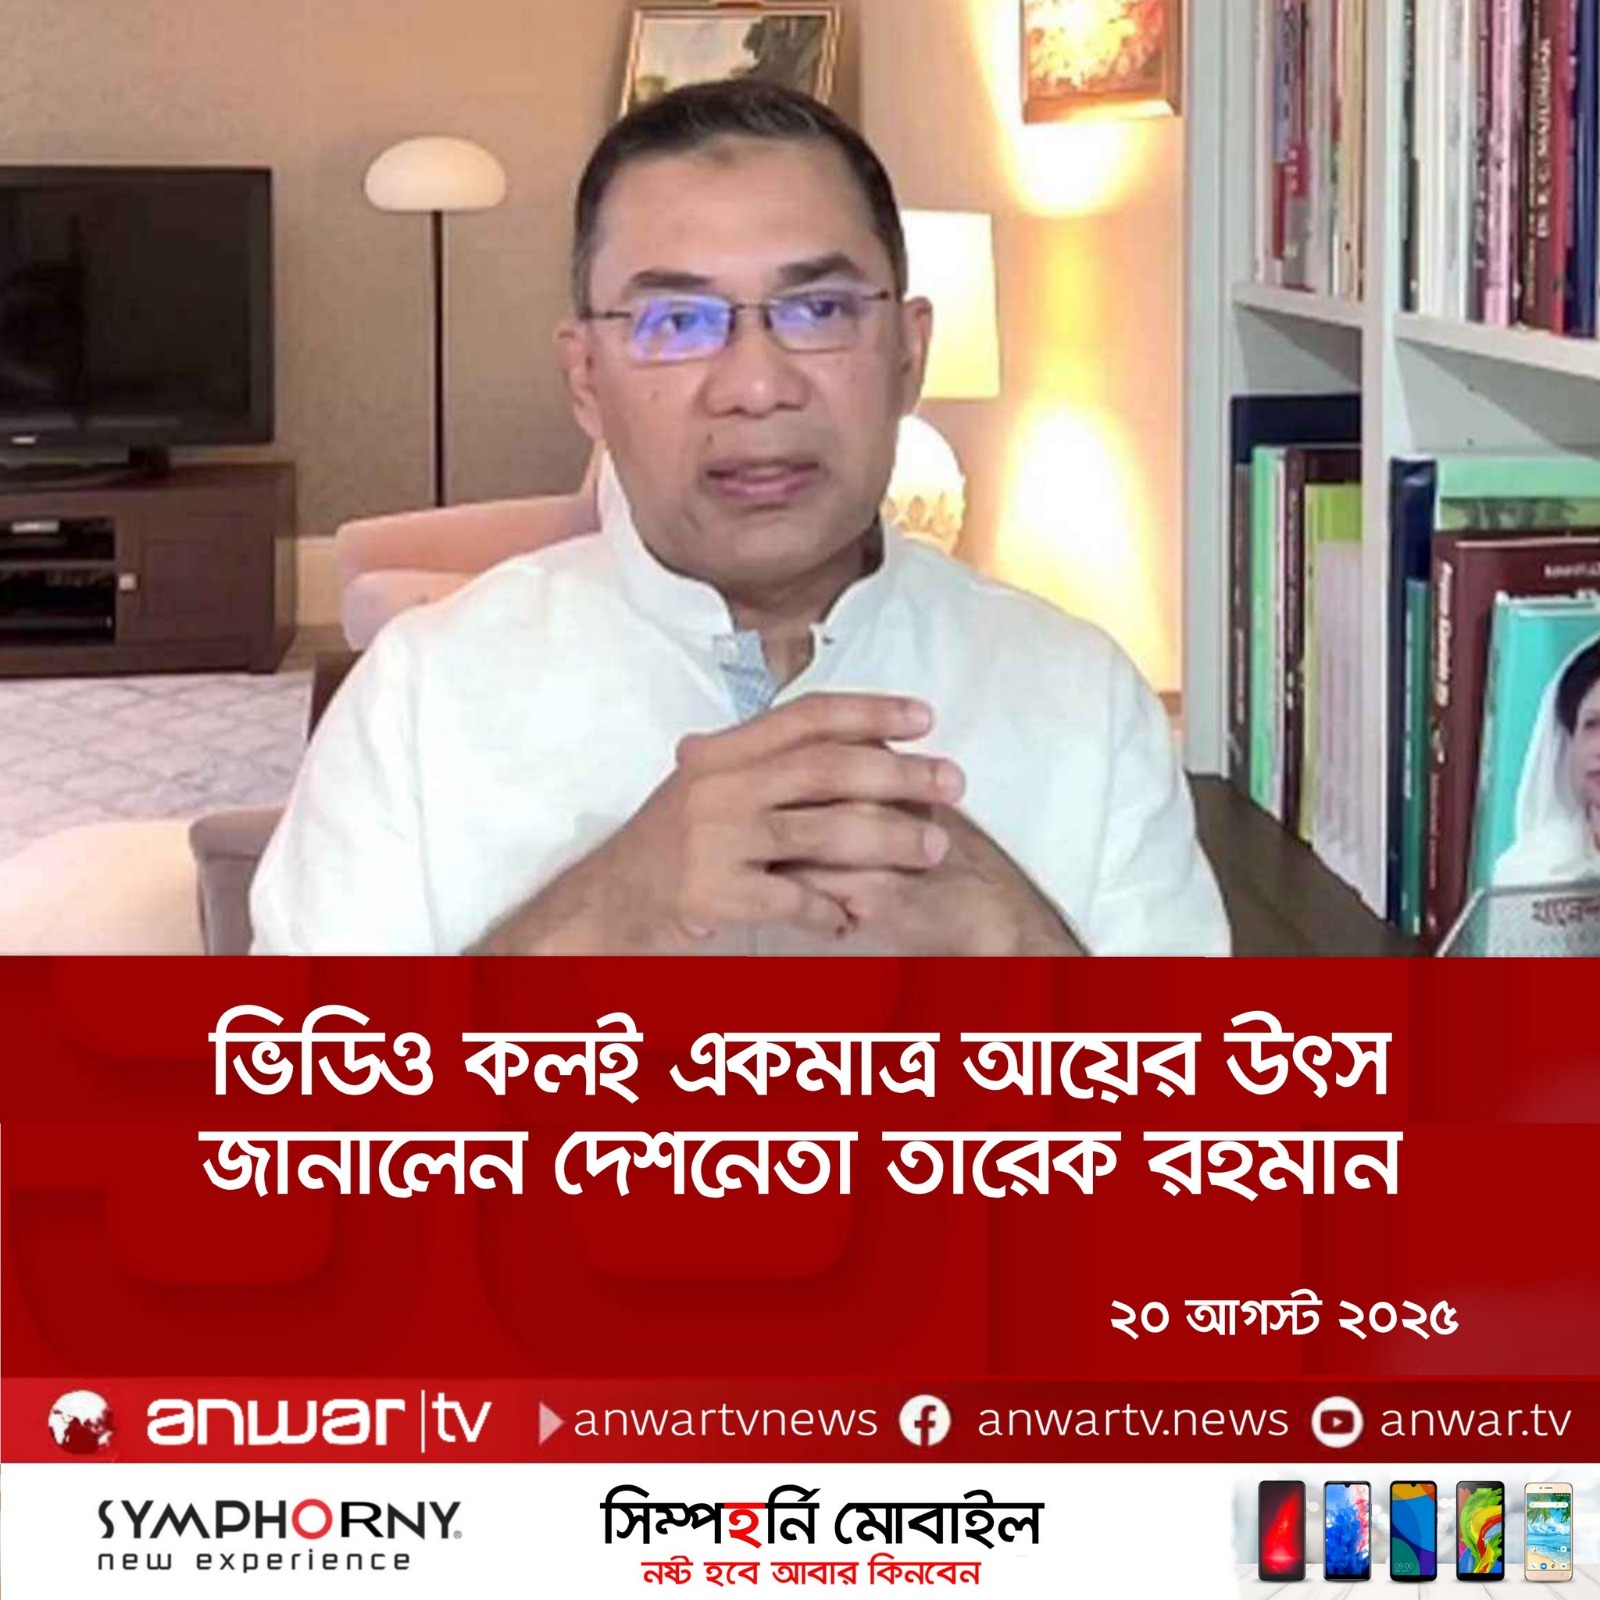 ভিডিও কলই একমাত্র আয়ের উৎস
জানালেন দেশনেতা তারেক রহমান
২০ আগস্ট ২০২৫
anwar|tv anwartvnews anwartv.news anwar.tv
SYMPHORNY
new experience
সিম্পহর্নি মোবাইল
নষ্ট হবে আবার কিনবেন